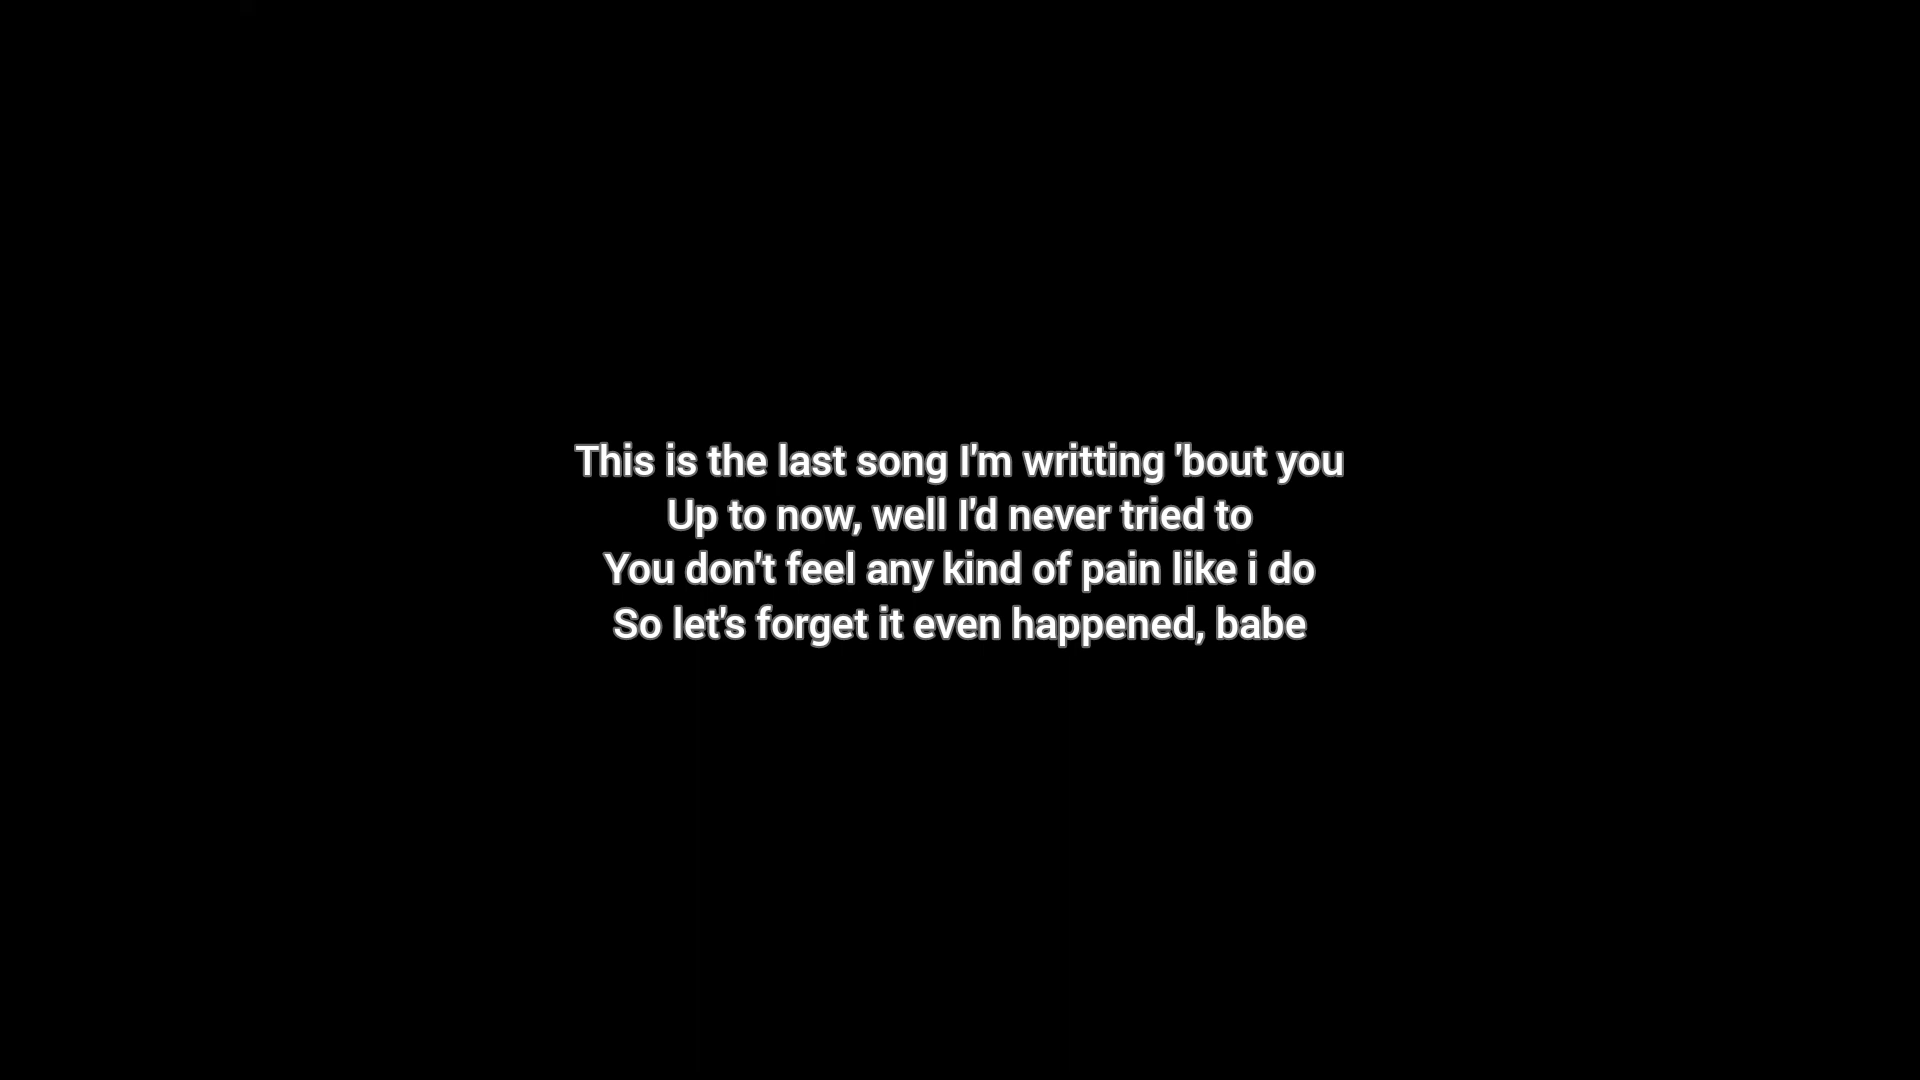 This is the last song I'm writting 'bout you
Up to now, well I'd never tried to
You don't feel any kind of pain like i do
So let's forget it even happened, babe